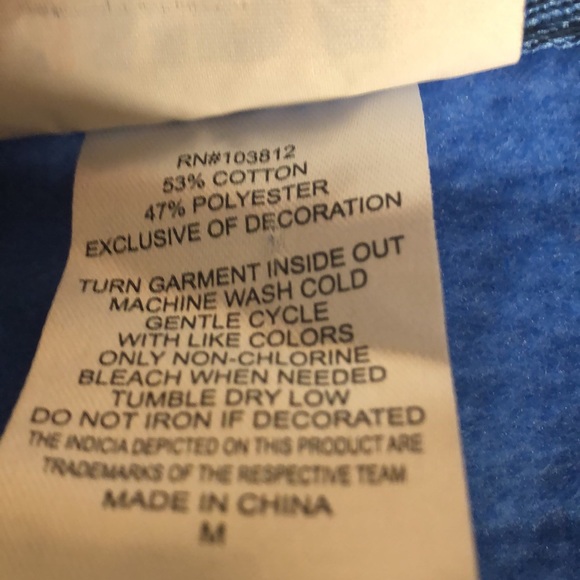 RN#103812
53% COTTON
47% POLYESTER
EXCLUSIVE OF DECORATION
TURN GARMENT INSIDE OUT
MACHINE WASH COLD
GENTLE CYCLE
WITH LIKE COLORS
ONLY NON-CHLORINE
BLEACH WHEN NEEDED
TUMBLE DRY LOW
DO NOT IRON IF DECORATED
THE INDICIA DEPICTED ON THIS PRODUCT ARE
TRADEMARKS OF THE RESPECTIVE TEAM
MADE IN CHINA
M